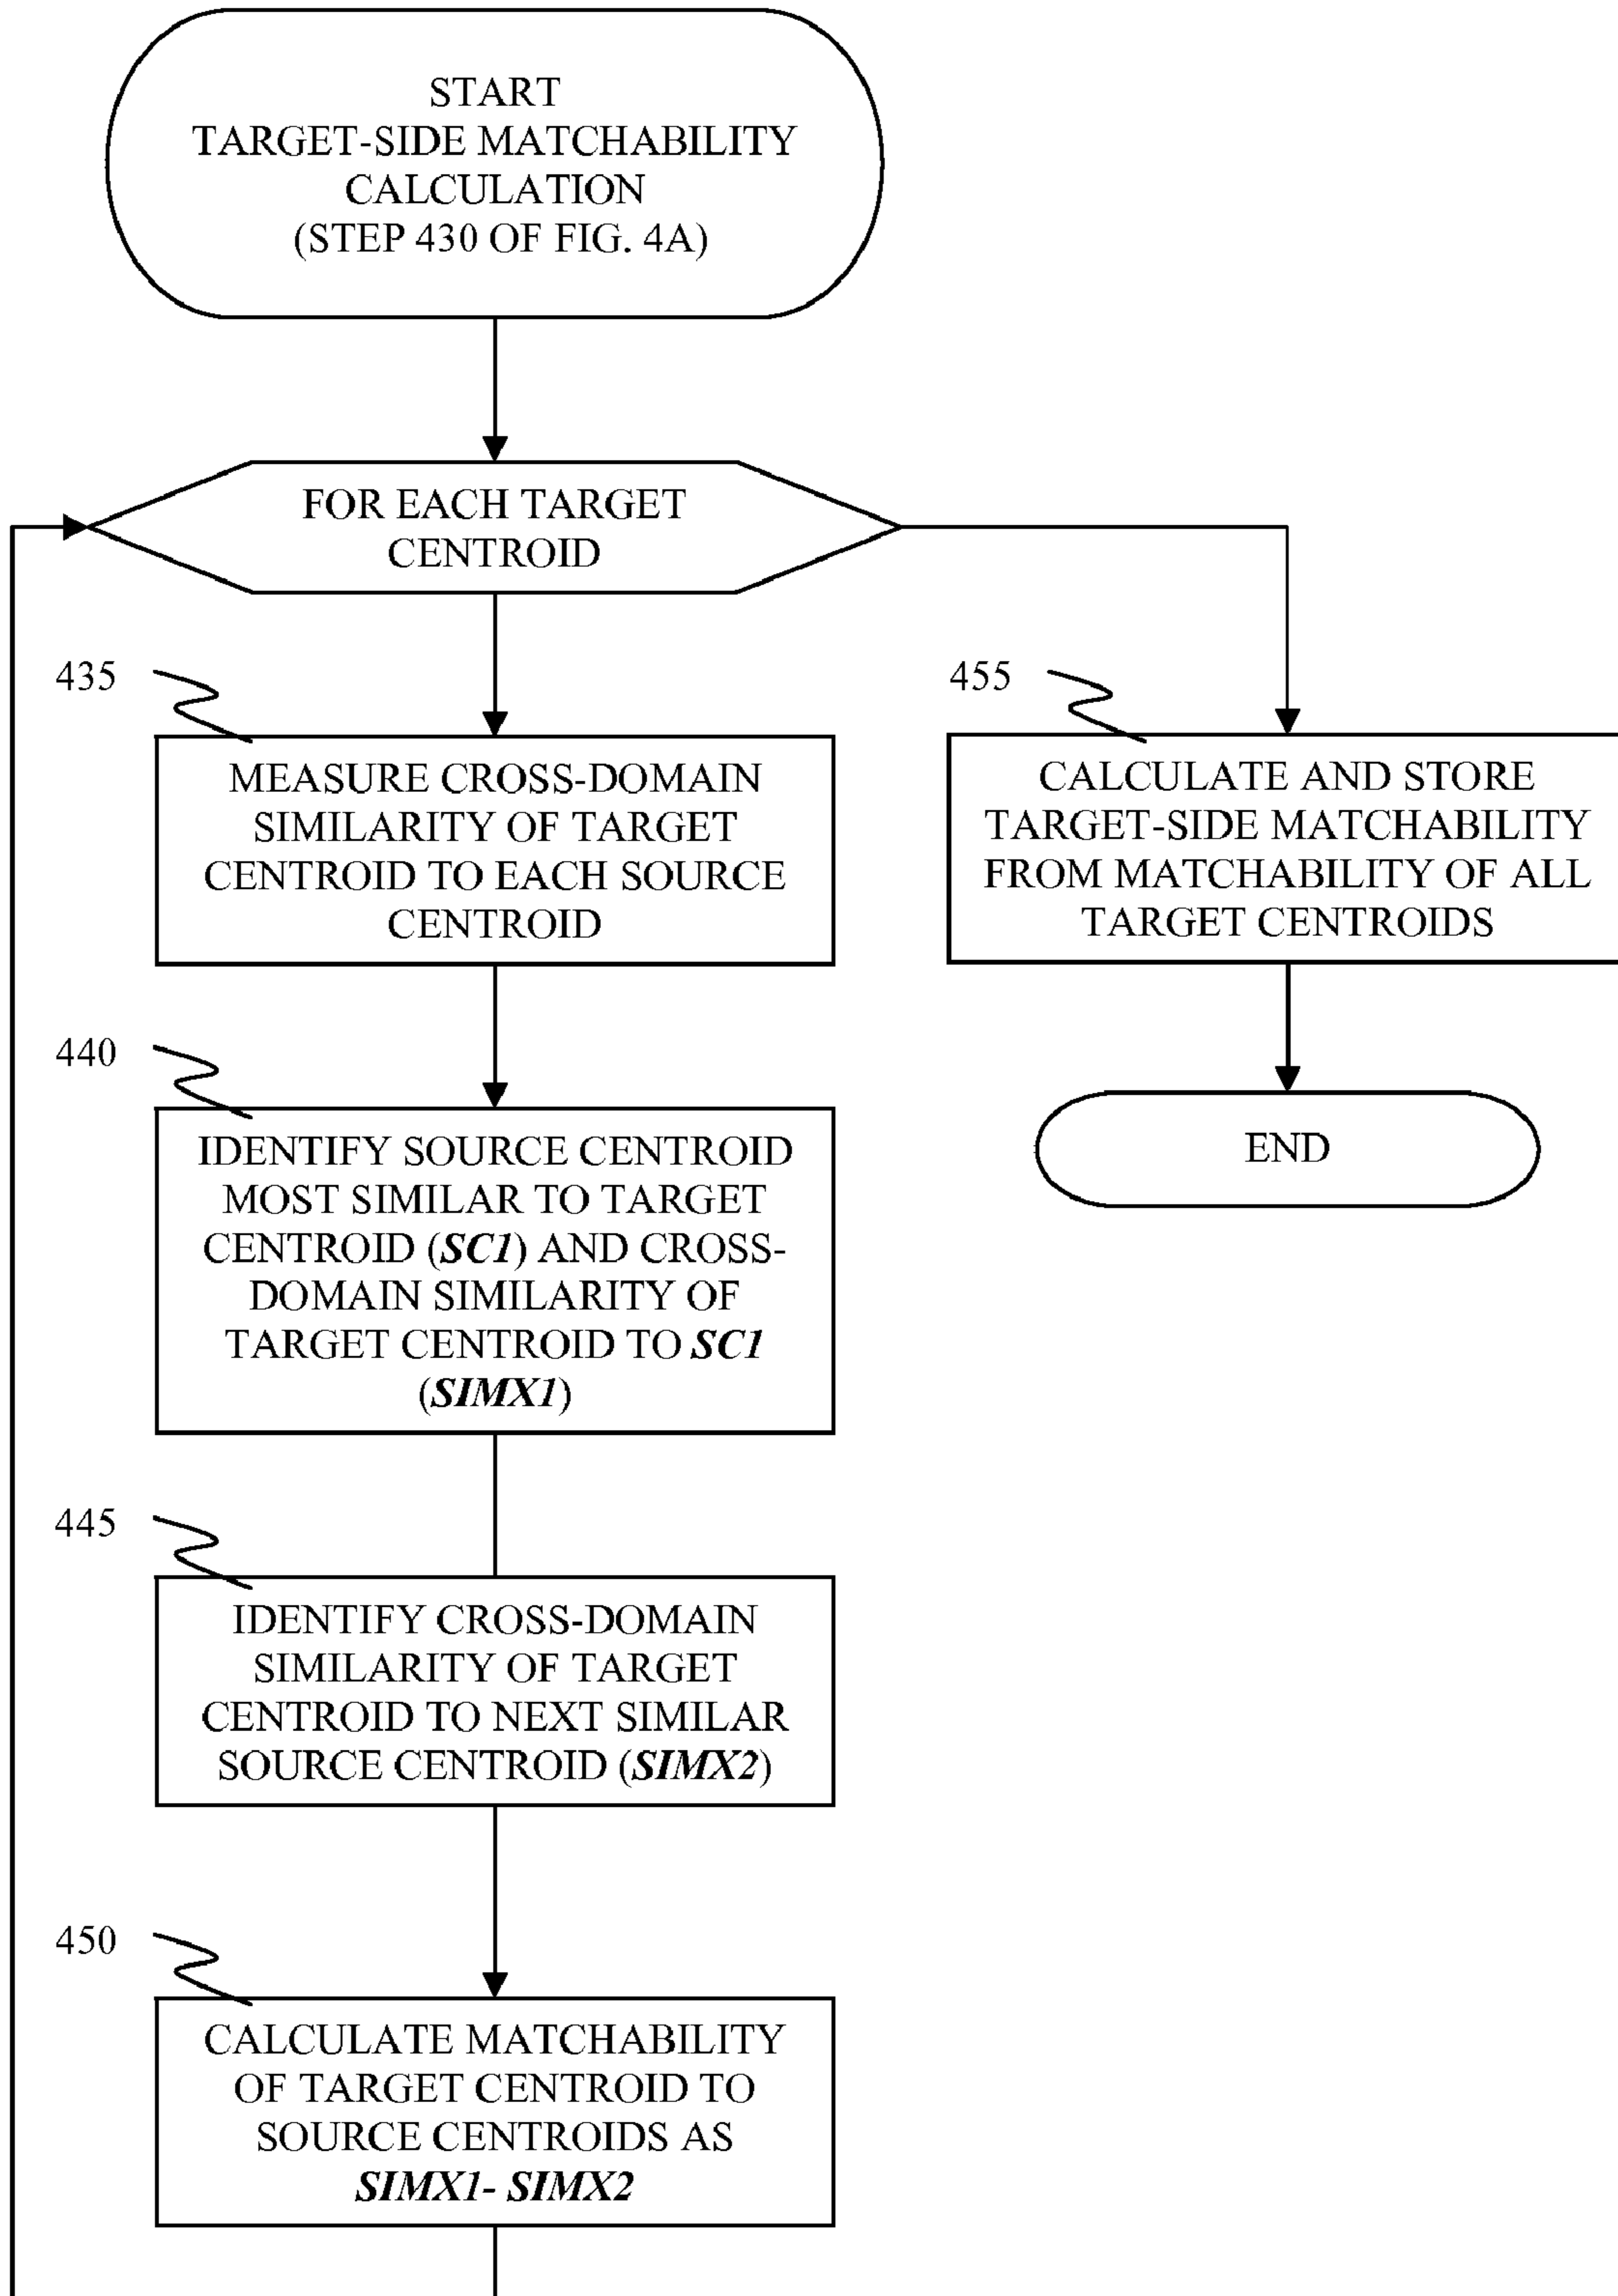 START
TARGET-SIDE MATCHABILITY
CALCULATION
(STEP 430 OF FIG. 4A)
FOR EACH TARGET
CENTROID
435
MEASURE CROSS-DOMAIN
SIMILARITY OF TARGET
CENTROID TO EACH SOURCE
CENTROID
440
IDENTIFY SOURCE CENTROID
MOST SIMILAR TO TARGET
CENTROID (SC1) AND CROSS-
DOMAIN SIMILARITY OF
TARGET CENTROID TO SC1
(SIMX1)
445
IDENTIFY CROSS-DOMAIN
SIMILARITY OF TARGET
CENTROID TO NEXT SIMILAR
SOURCE CENTROID (SIMX2)
450
CALCULATE MATCHABILITY
OF TARGET CENTROID TO
SOURCE CENTROIDS AS
SIMX1- SIMX2
455
CALCULATE AND STORE
TARGET-SIDE MATCHABILITY
FROM MATCHABILITY OF ALL
TARGET CENTROIDS
END